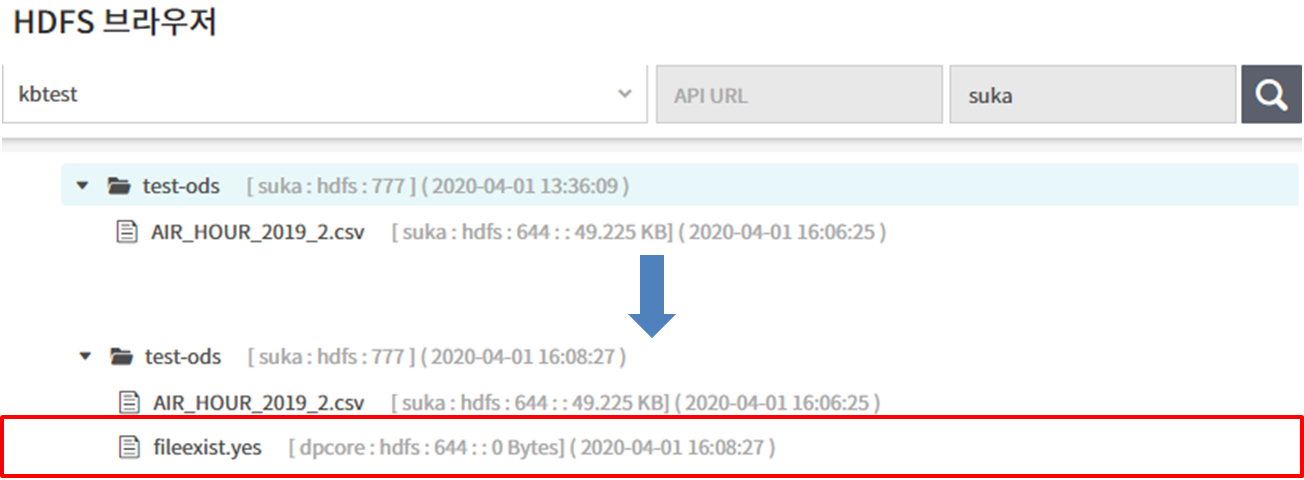 HDFS 브라우저
kbtest API URL suka
test-ods [ suka : hdfs : 777 ] ( 2020-04-01 13:36:09 )
AIR_HOUR_2019_2.csv [ suka : hdfs : 644 : : 49.225 KB] ( 2020-04-01 16:06:25 )
test-ods [ suka : hdfs : 777 ] ( 2020-04-01 16:08:27 )
AIR_HOUR_2019_2.csv [ suka : hdfs : 644 : : 49.225 KB] ( 2020-04-01 16:06:25 )
fileexist.yes [ dpcore : hdfs : 644 : : 0 Bytes] ( 2020-04-01 16:08:27 )